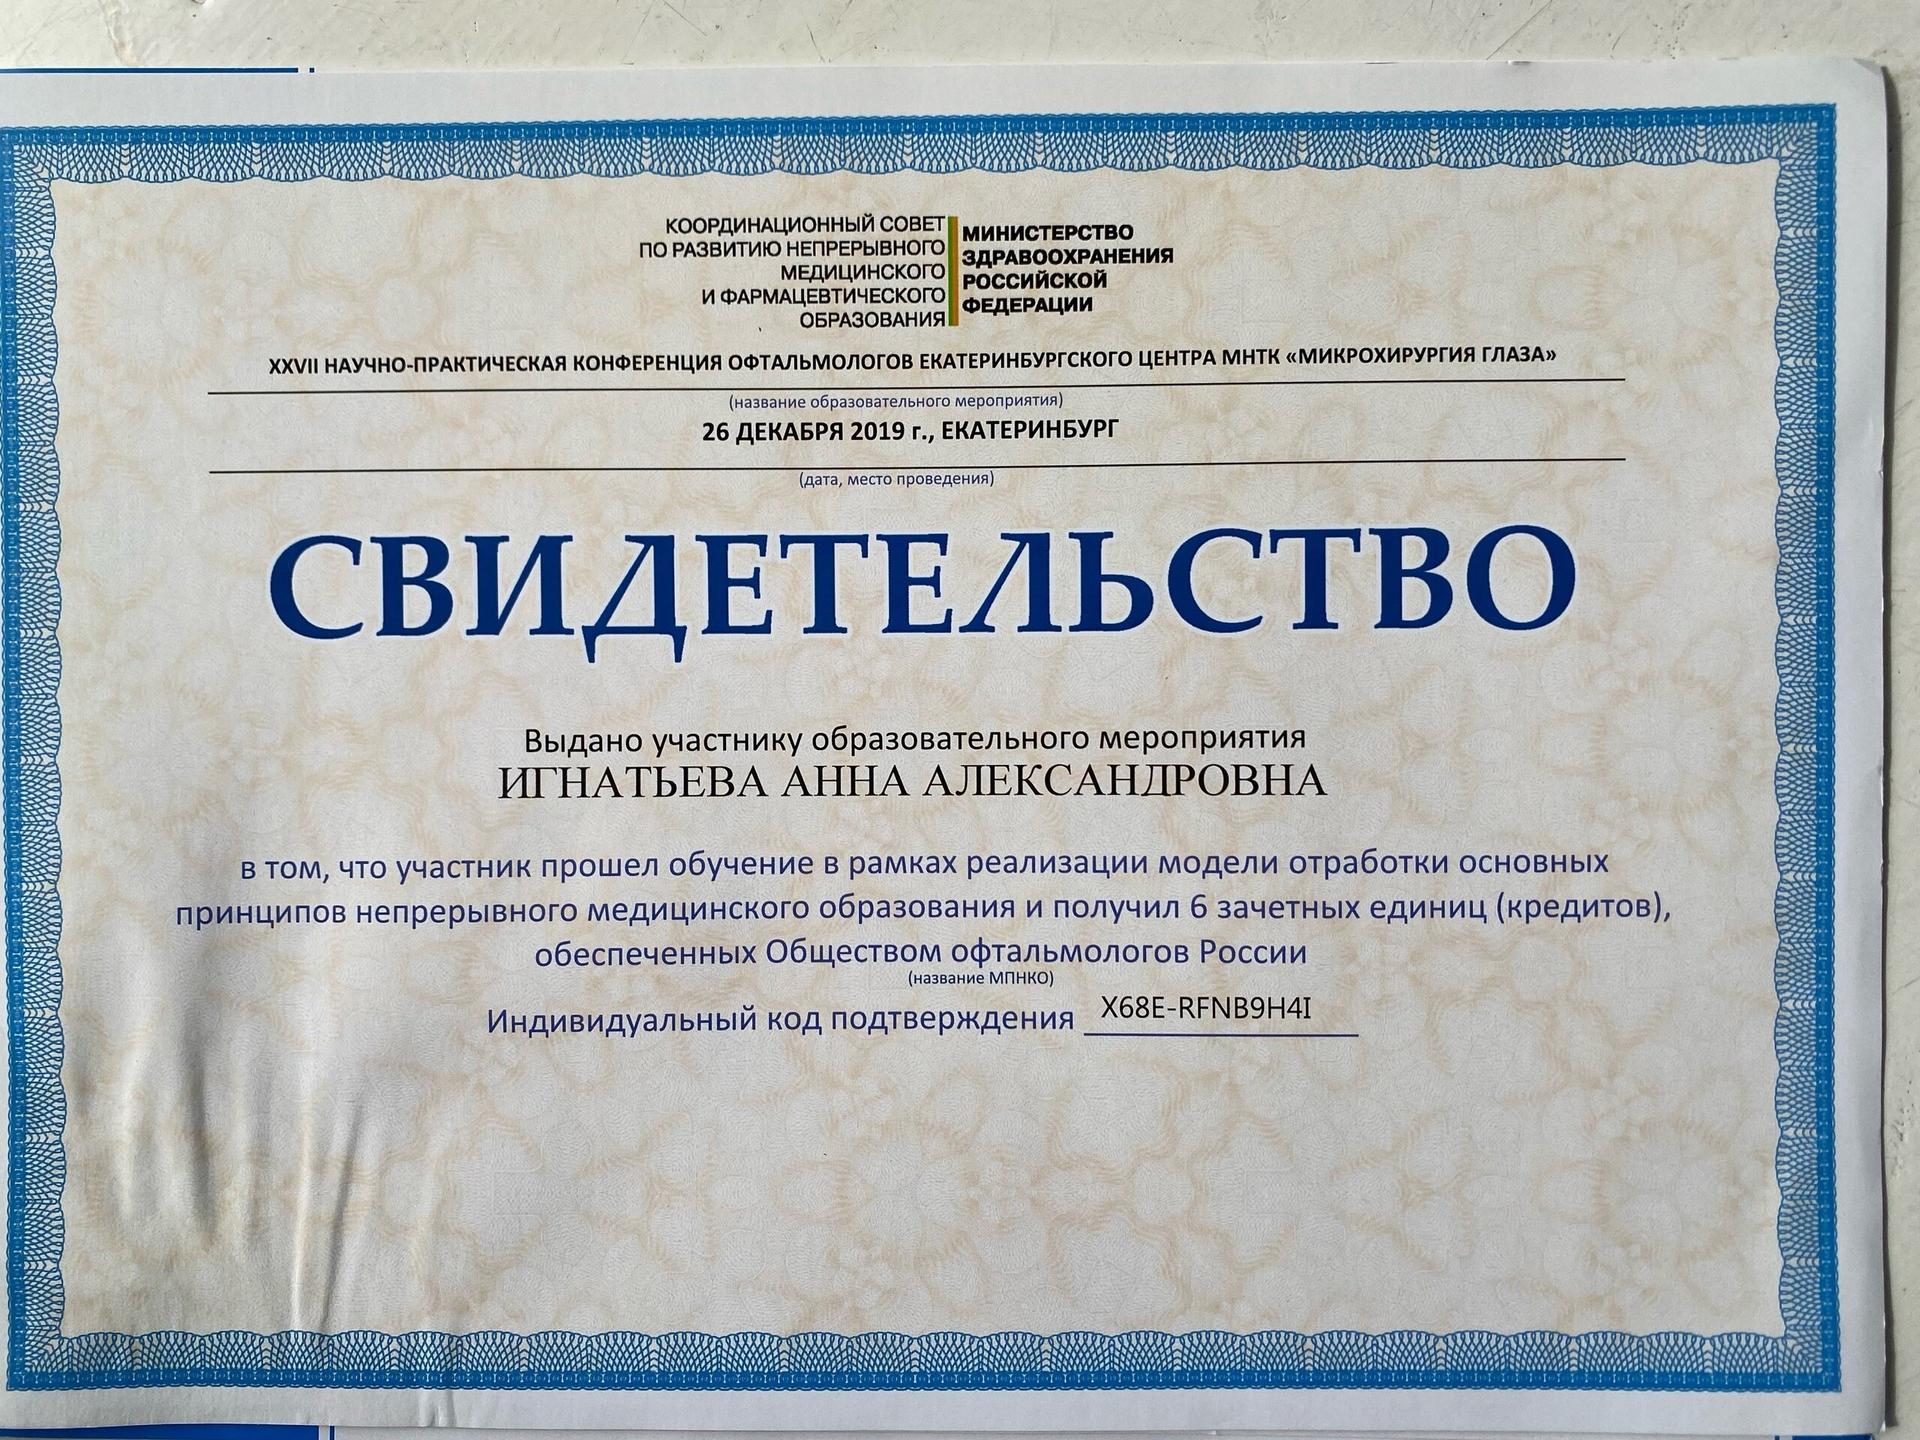 КООРДИНАЦИОННЫЙ СОВЕТ
ПО РАЗВИТИЮ НЕПРЕРЫВНОГО
МЕДИЦИНСКОГО
И ФАРМАЦЕВТИЧЕСКОГО
ОБРАЗОВАНИЯ
МИНИСТЕРСТВО
ЗДРАВООХРАНЕНИЯ
РОССИЙСКОЙ
ФЕДЕРАЦИИ
XXVII НАУЧНО-ПРАКТИЧЕСКАЯ КОНФЕРЕНЦИЯ ОФТАЛЬМОЛОГОВ ЕКАТЕРИНБУРГСКОГО ЦЕНТРА МНТК «МИКРОХИРУРГИЯ ГЛАЗА»
(название образовательного мероприятия)
26 ДЕКАБРЯ 2019 г., ЕКАТЕРИНБУРГ
(дата, место проведения)
СВИДЕТЕЛЬСТВО
Выдано участнику образовательного мероприятия
ИГНАТЬЕВА АННА АЛЕКСАНДРОВНА
в том, что участник прошел обучение в рамках реализации модели отработки основных
принципов непрерывного медицинского образования и получил 6 зачетных единиц (кредитов),
обеспеченных Обществом офтальмологов России
(название МПНКО)
Индивидуальный код подтверждения X68E-RFNB9H4I